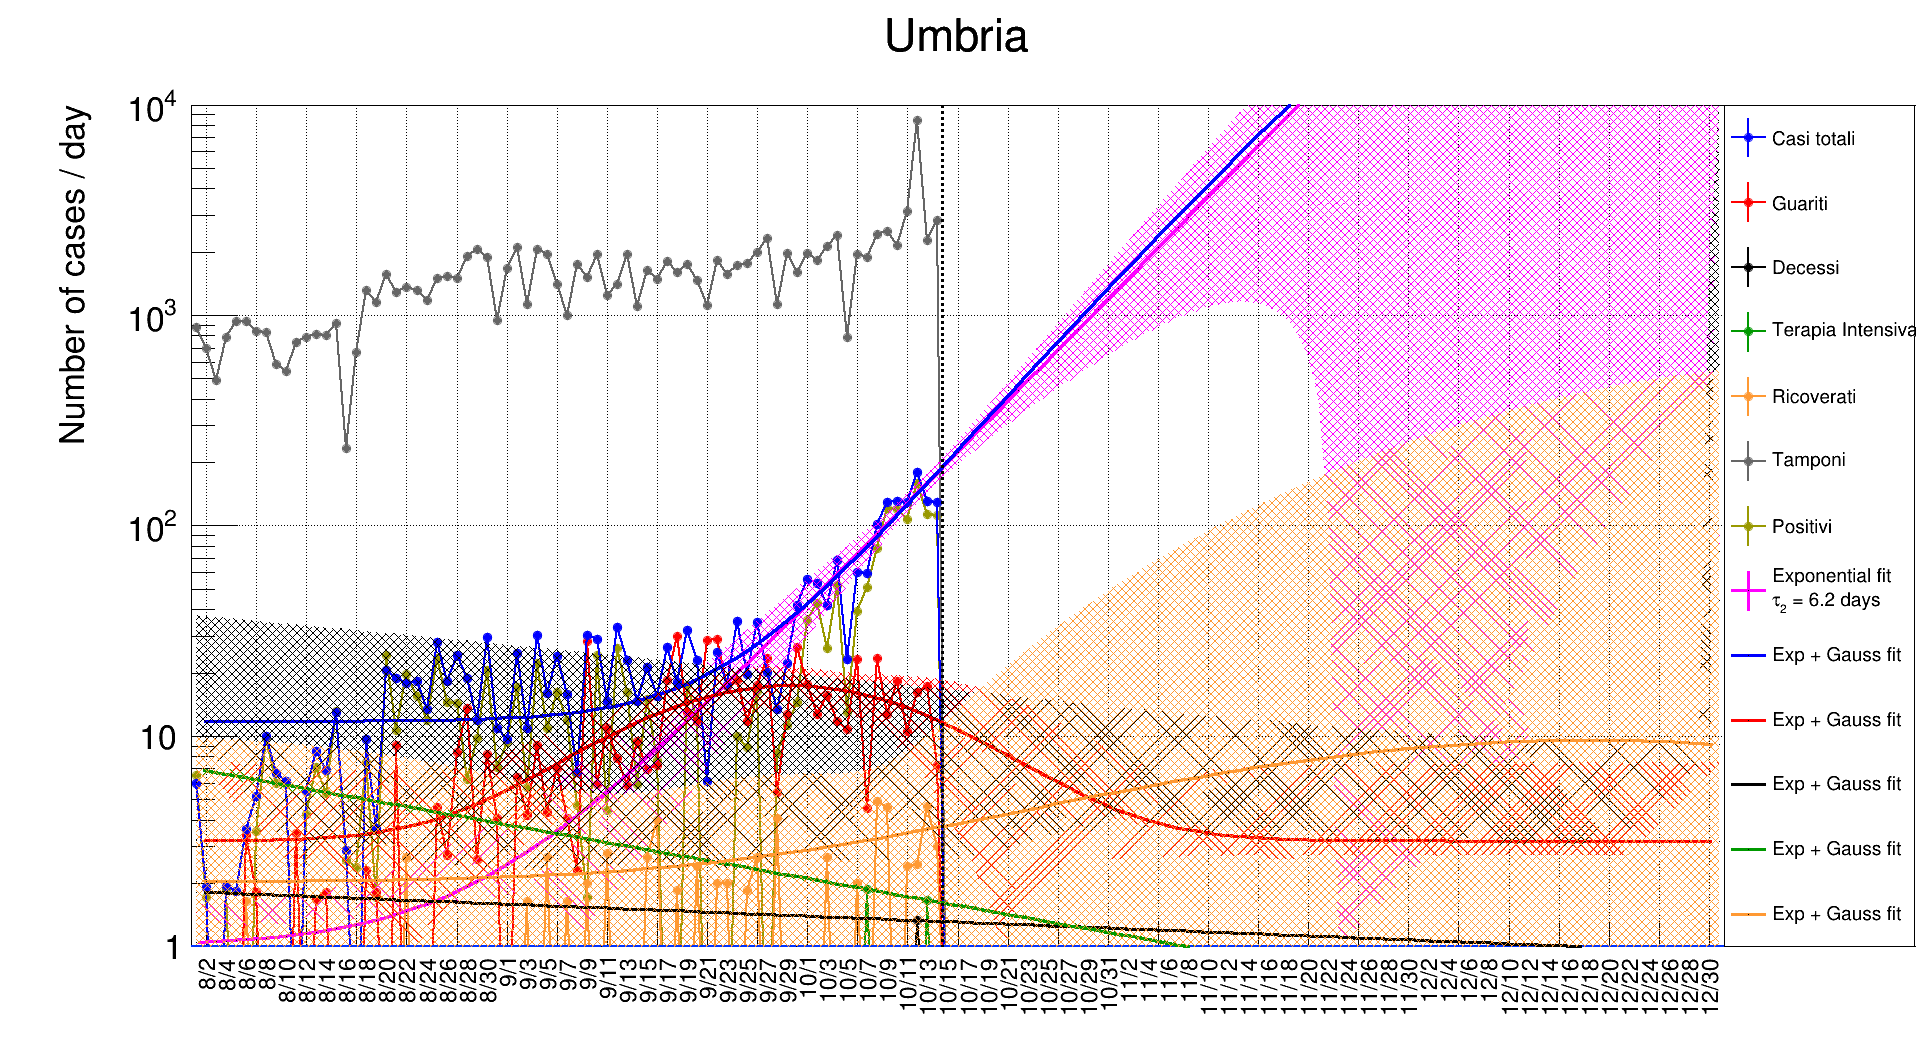 Umbria
Number of cases / day
10⁴
10³
10²
10
1
8/2 8/4 8/6 8/8 8/10 8/12 8/14 8/16 8/18 8/20 8/22 8/24 8/26 8/28 8/30 9/1 9/3 9/5 9/7 9/9 9/11 9/13 9/15 9/17 9/19 9/21 9/23 9/25 9/27 9/29 10/1 10/3 10/5 10/7 10/9 10/11 10/13 10/15 10/17 10/19 10/21 10/23 10/25 10/27 10/29 10/31 11/2 11/4 11/6 11/8 11/10 11/12 11/14 11/16 11/18 11/20 11/22 11/24 11/26 11/28 11/30 12/2 12/4 12/6 12/8 12/10 12/12 12/14 12/16 12/18 12/20 12/22 12/24 12/26 12/28 12/30
Casi totali
Guariti
Decessi
Terapia Intensiva
Ricoverati
Tamponi
Positivi
Exponential fit
τ₂ = 6.2 days
Exp + Gauss fit
Exp + Gauss fit
Exp + Gauss fit
Exp + Gauss fit
Exp + Gauss fit